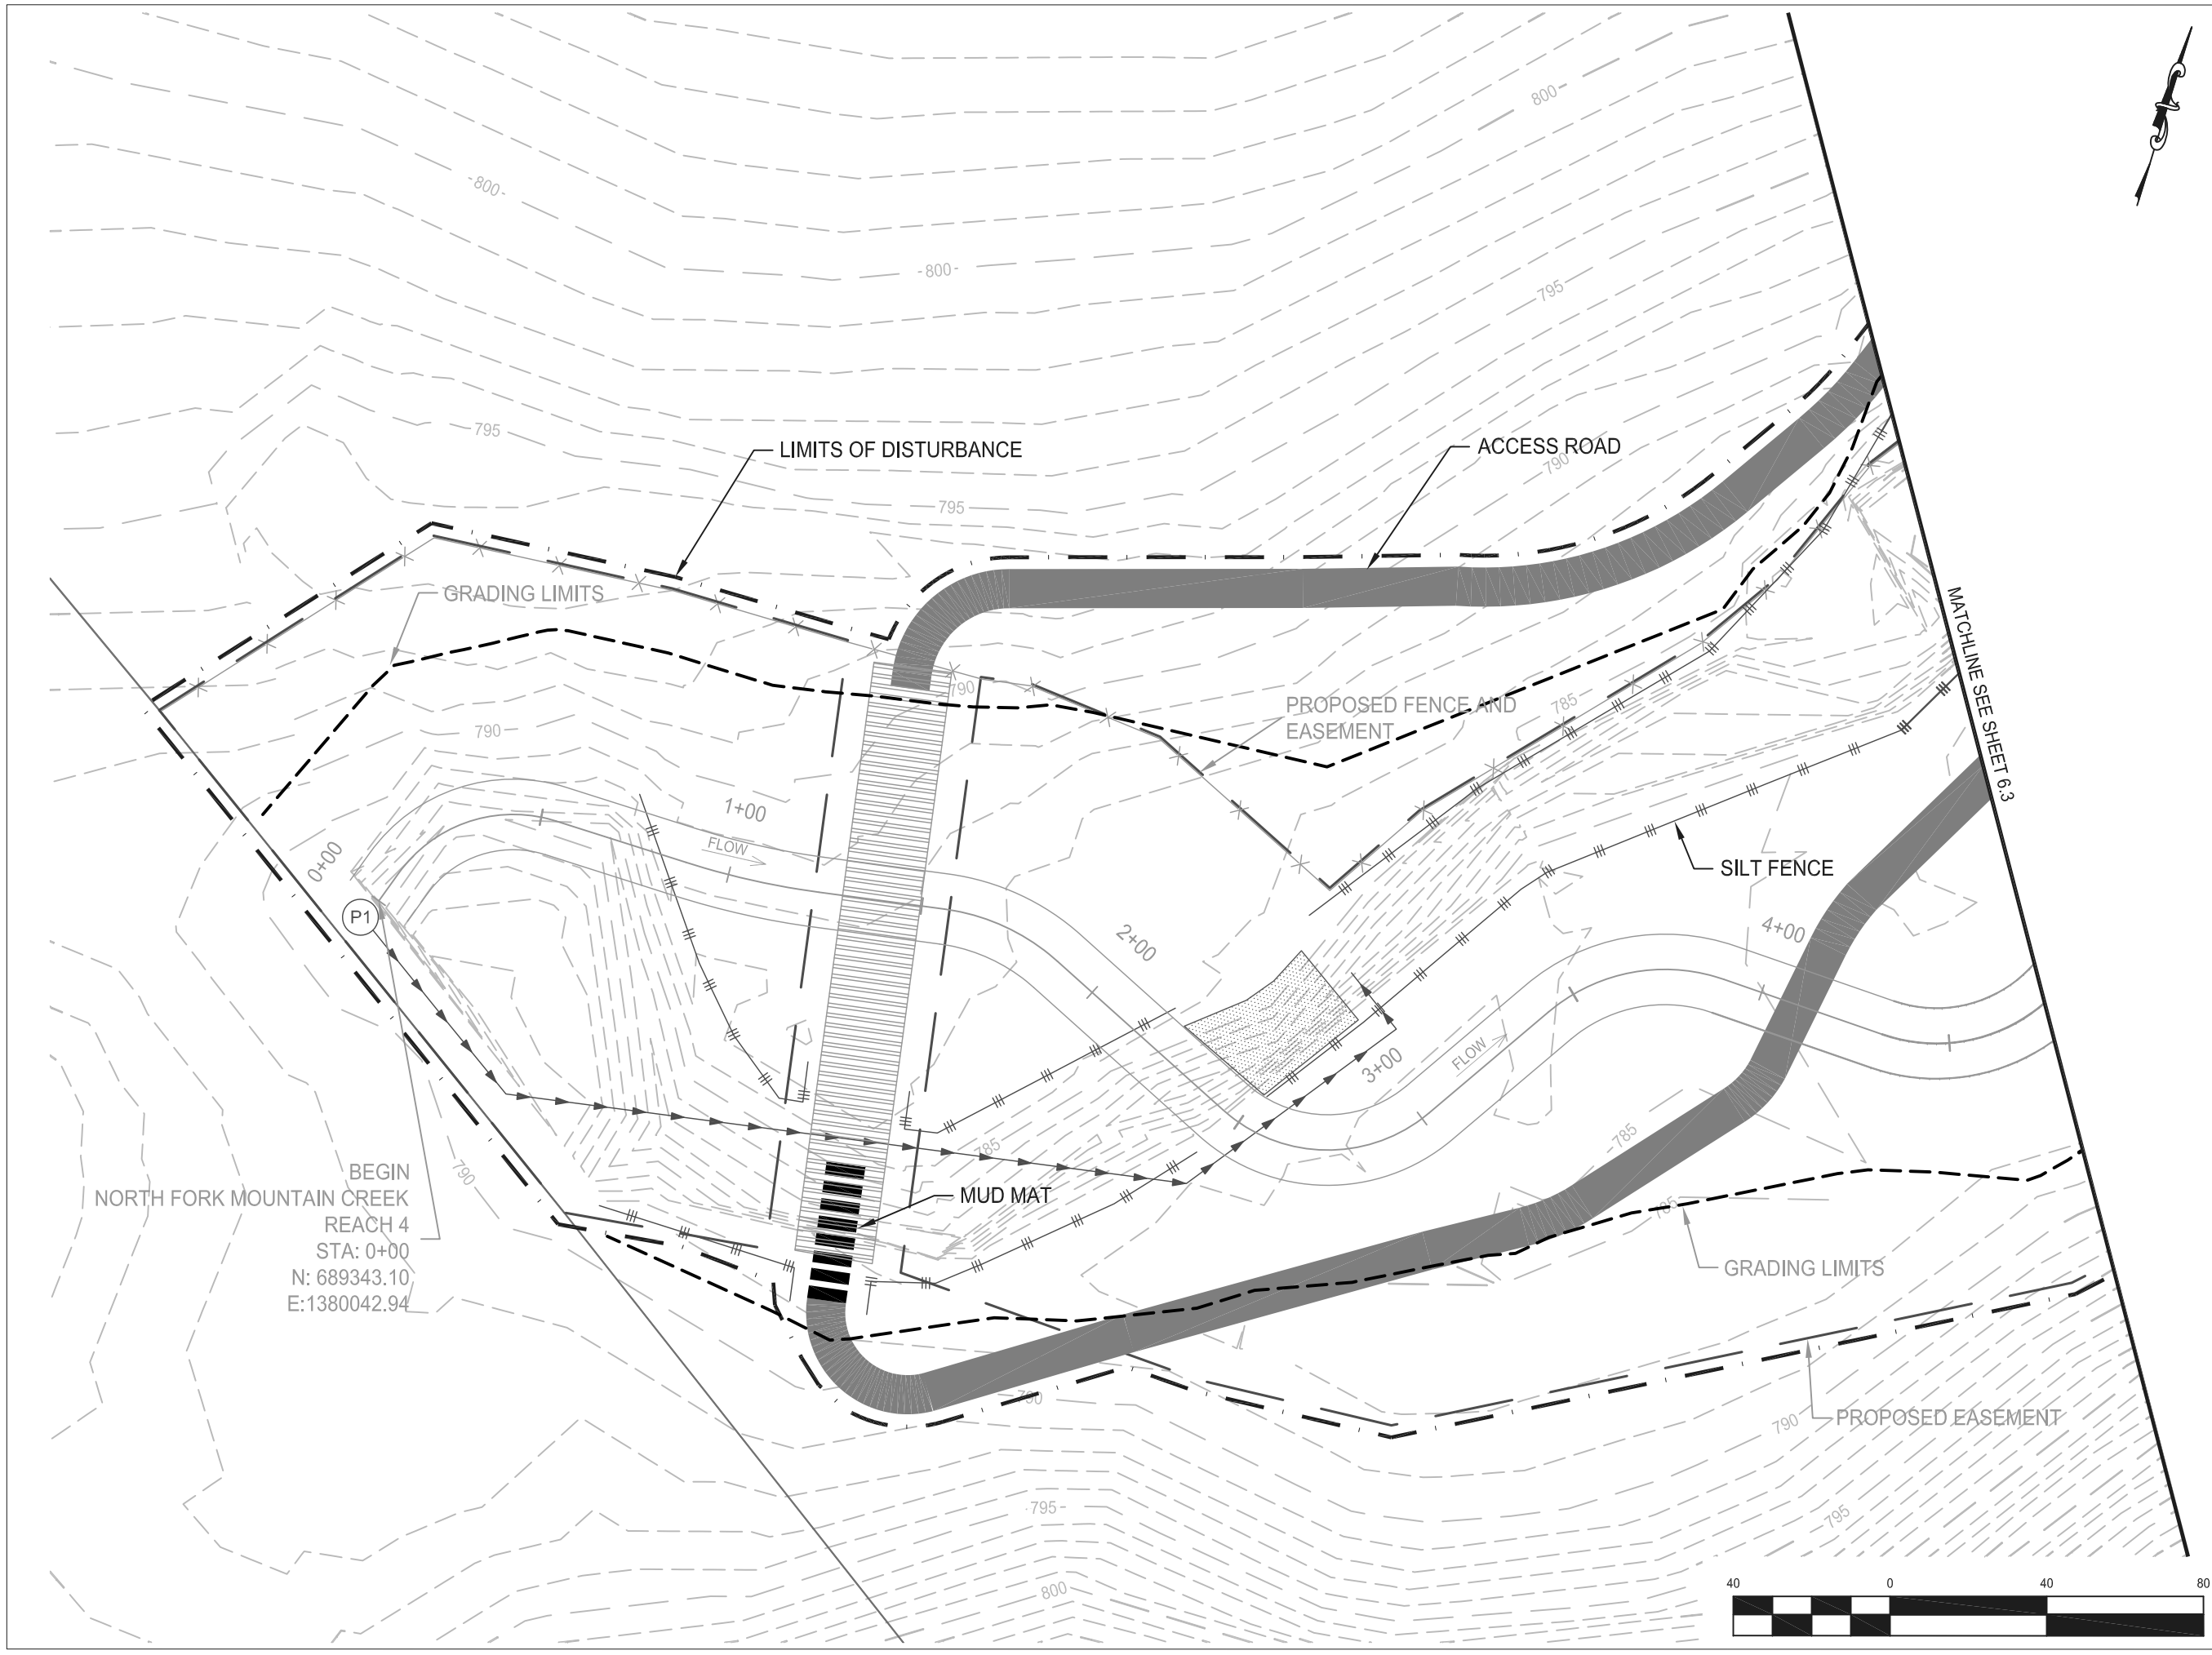 800
-800-
-800-
795
795
795
LIMITS OF DISTURBANCE
ACCESS ROAD
790
GRADING LIMITS
790
PROPOSED FENCE AND
EASEMENT
785
MATCHLINE SEE SHEET 6.3
790
1+00
FLOW
0+00
SILT FENCE
P1
2+00
4+00
3+00
FLOW
785
785
BEGIN
NORTH FORK MOUNTAIN CREEK
REACH 4
STA: 0+00
N: 689343.10
E:1380042.94
790
MUD MAT
785
GRADING LIMITS
790
790
PROPOSED EASEMENT
795
795
800
40
0
40
80